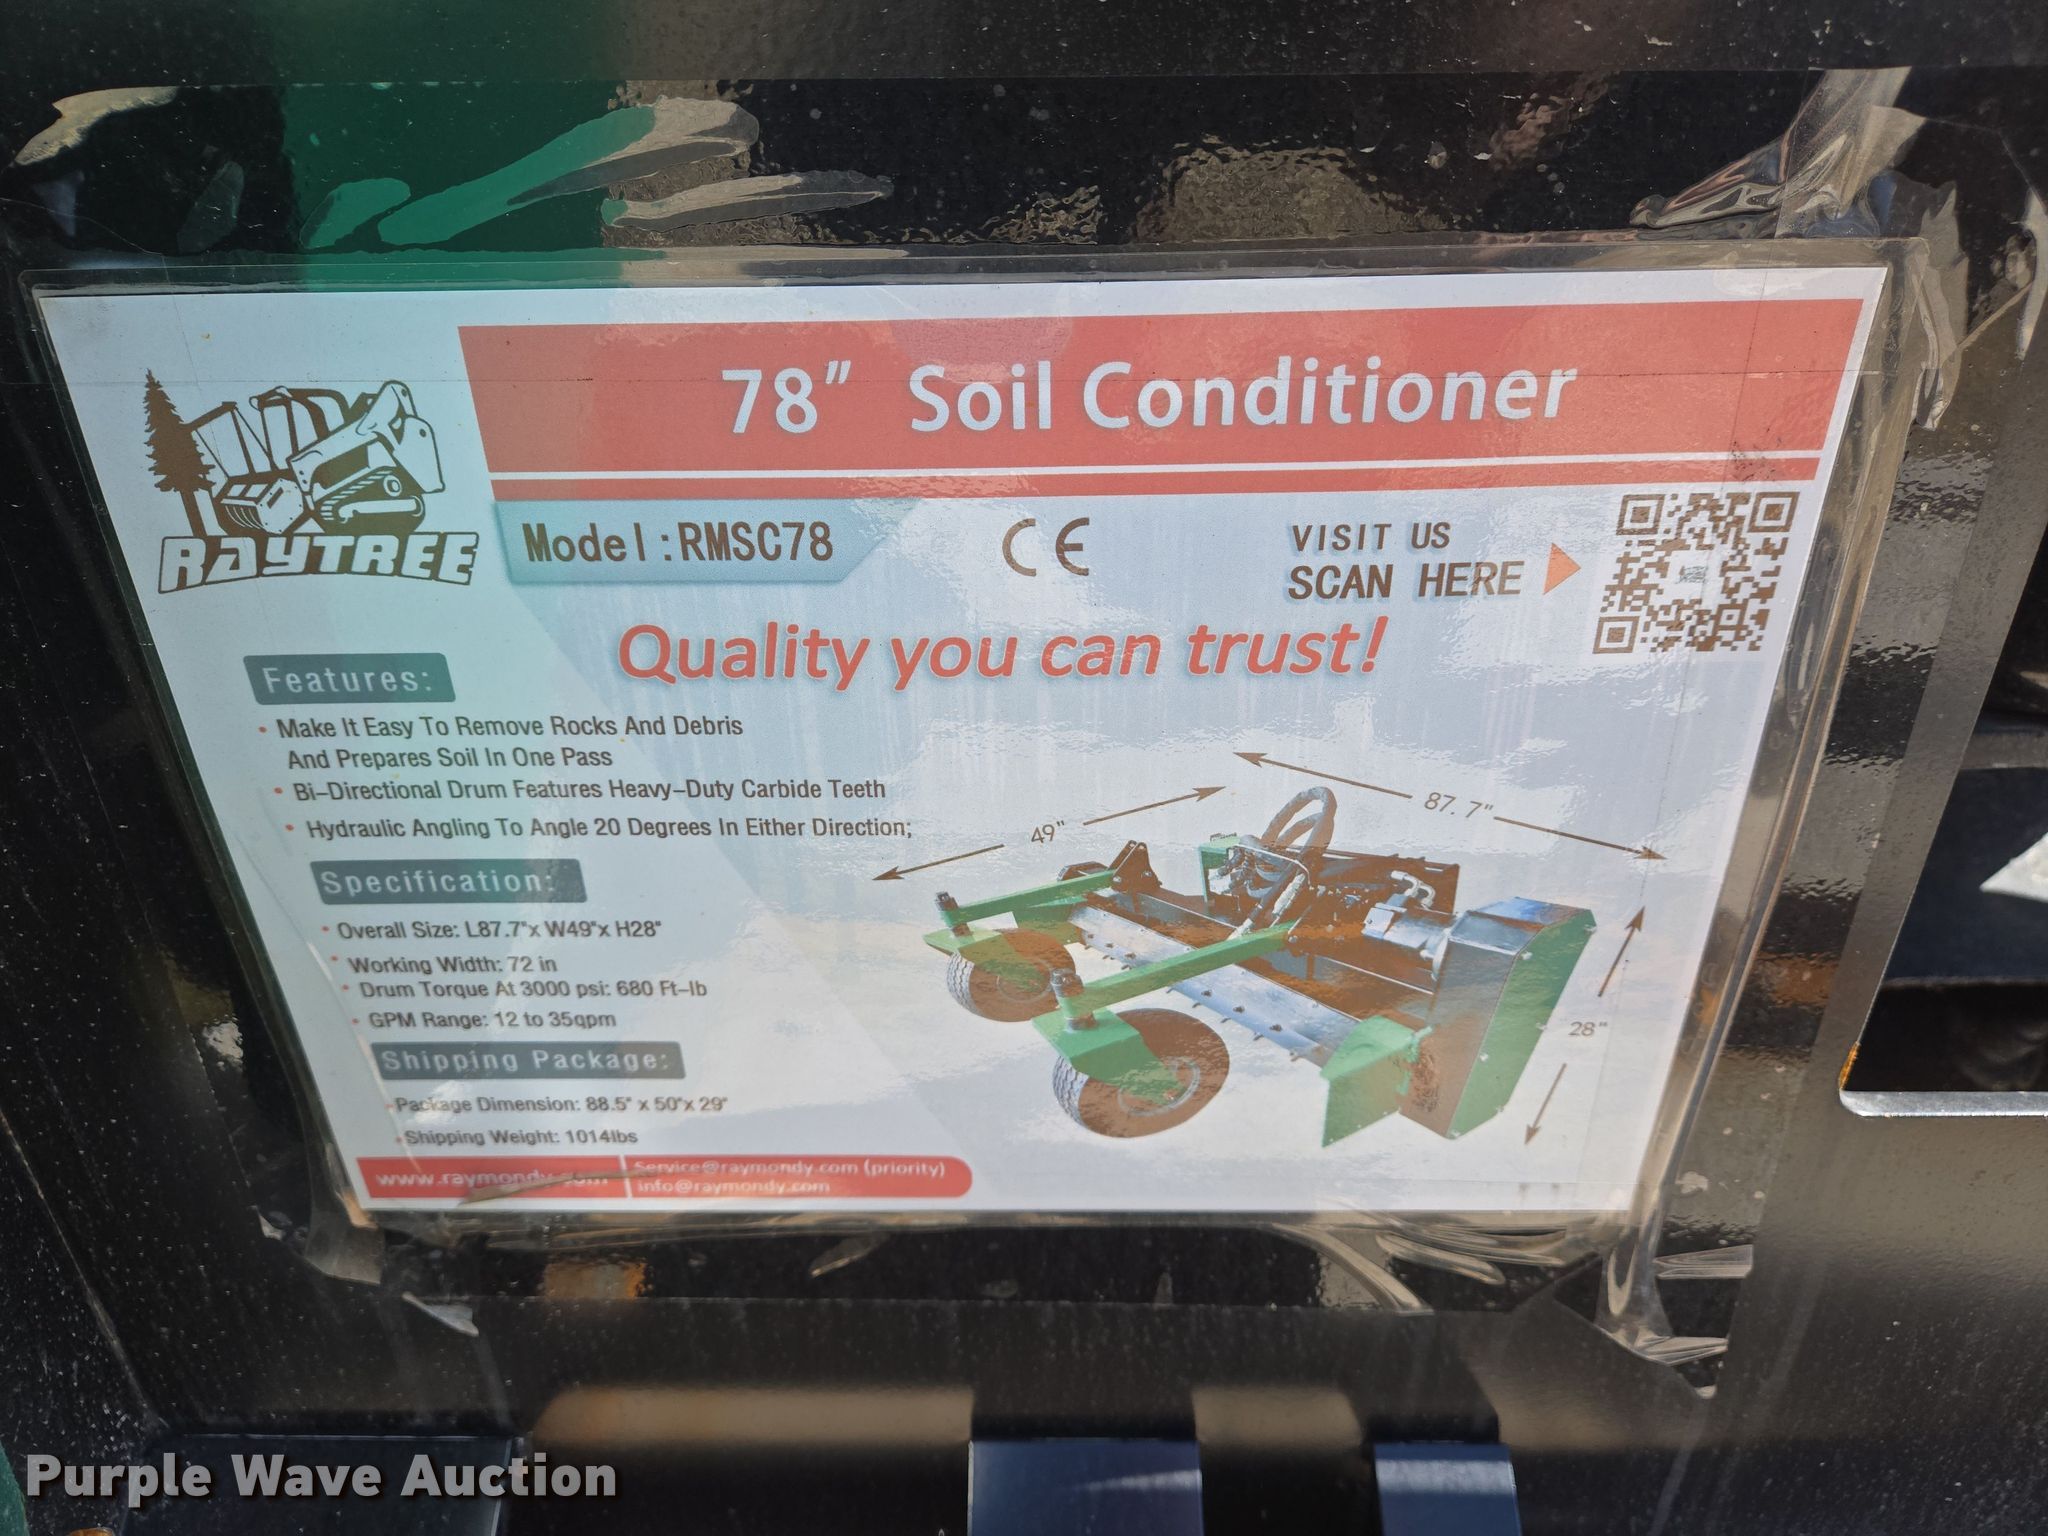 78" Soil Conditioner
RAYTREE
Model:RMSC78
CE
VISIT US
SCAN HERE
Quality you can trust!
Features:
• Make It Easy To Remove Rocks And Debris
And Prepares Soil In One Pass
• Bi-Directional Drum Features Heavy-Duty Carbide Teeth
• Hydraulic Angling To Angle 20 Degrees In Either Direction;
Specification:
• Overall Size: L87.7"x W49"x H28"
• Working Width: 72 in
• Drum Torque At 3000 psi: 680 Ft-lb
• GPM Range: 12 to 35gpm
Shipping Package:
• Package Dimension: 88.5" x 50"x 29"
• Shipping Weight: 1014lbs
www.raymondy.com
Service@raymondy.com (priority)
info@raymondy.com
49"
87.7"
28"
Purple Wave Auction